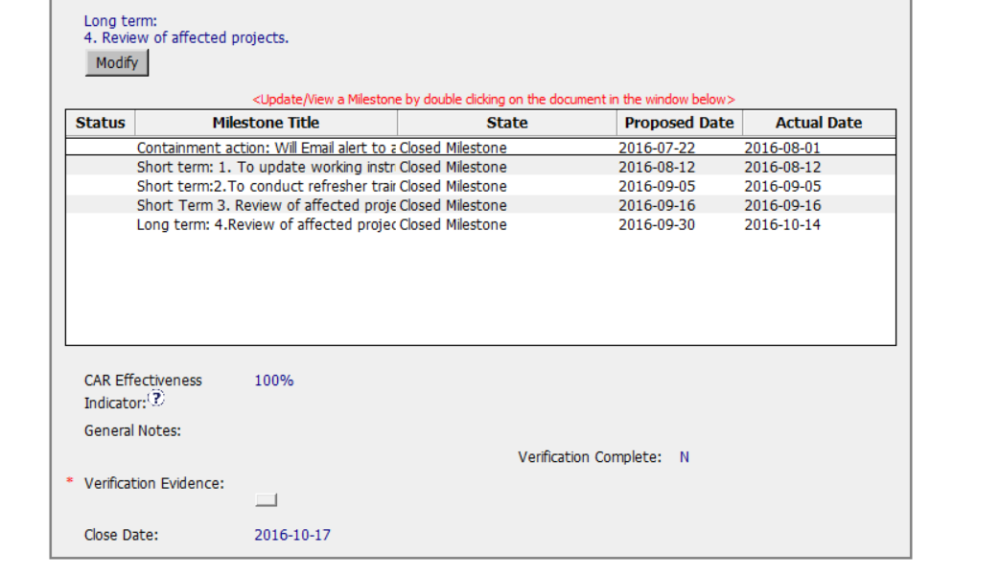 Long term:
4. Review of affected projects.
Modify
<Update/View a Milestone by double clicking on the document in the window below>
Status Milestone Title State Proposed Date Actual Date
Containment action: Will Email alert to a Closed Milestone 2016-07-22 2016-08-01
Short term: 1. To update working instr Closed Milestone 2016-08-12 2016-08-12
Short term:2.To conduct refresher trair Closed Milestone 2016-09-05 2016-09-05
Short Term 3. Review of affected proje Closed Milestone 2016-09-16 2016-09-16
Long term: 4.Review of affected projec Closed Milestone 2016-09-30 2016-10-14
CAR Effectiveness 100%
Indicator: ?
General Notes:
Verification Complete: N
* Verification Evidence:
Close Date: 2016-10-17